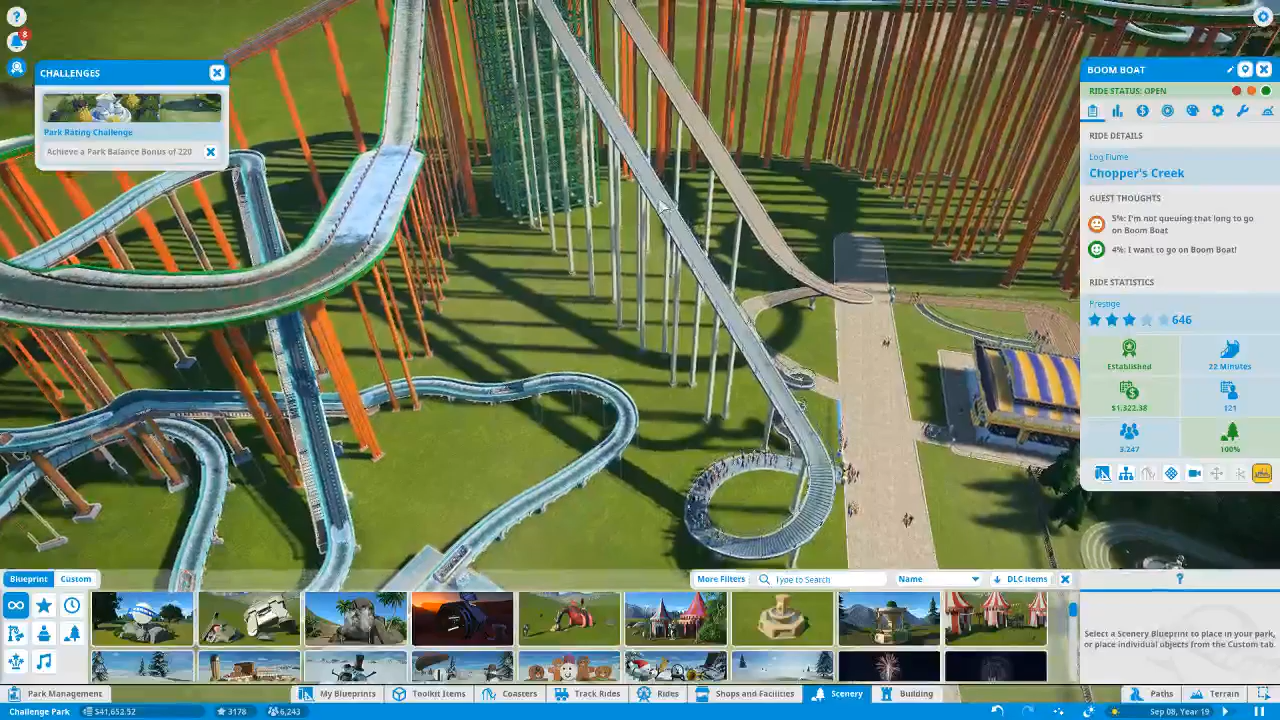 ?
8
CHALLENGES
Park Rating Challenge
Achieve a Park Balance Bonus of 220
BOOM BOAT
RIDE STATUS: OPEN
RIDE DETAILS
Log Flume
Chopper's Creek
GUEST THOUGHTS
5%: I'm not queuing that long to go
on Boom Boat
4%: I want to go on Boom Boat!
RIDE STATISTICS
Prestige
646
Established
22 Minutes
$1,322.38
121
3,247
100%
Blueprint
Custom
More Filters
Type to Search
Name
DLC items
?
Select a Scenery Blueprint to place in your park,
or place individual objects from the Custom tab.
Park Management
My Blueprints
Toolkit Items
Coasters
Track Rides
Rides
Shops and Facilities
Scenery
Building
Paths
Terrain
Challenge Park
$41,652.52
3178
6,243
Sep 08, Year 19